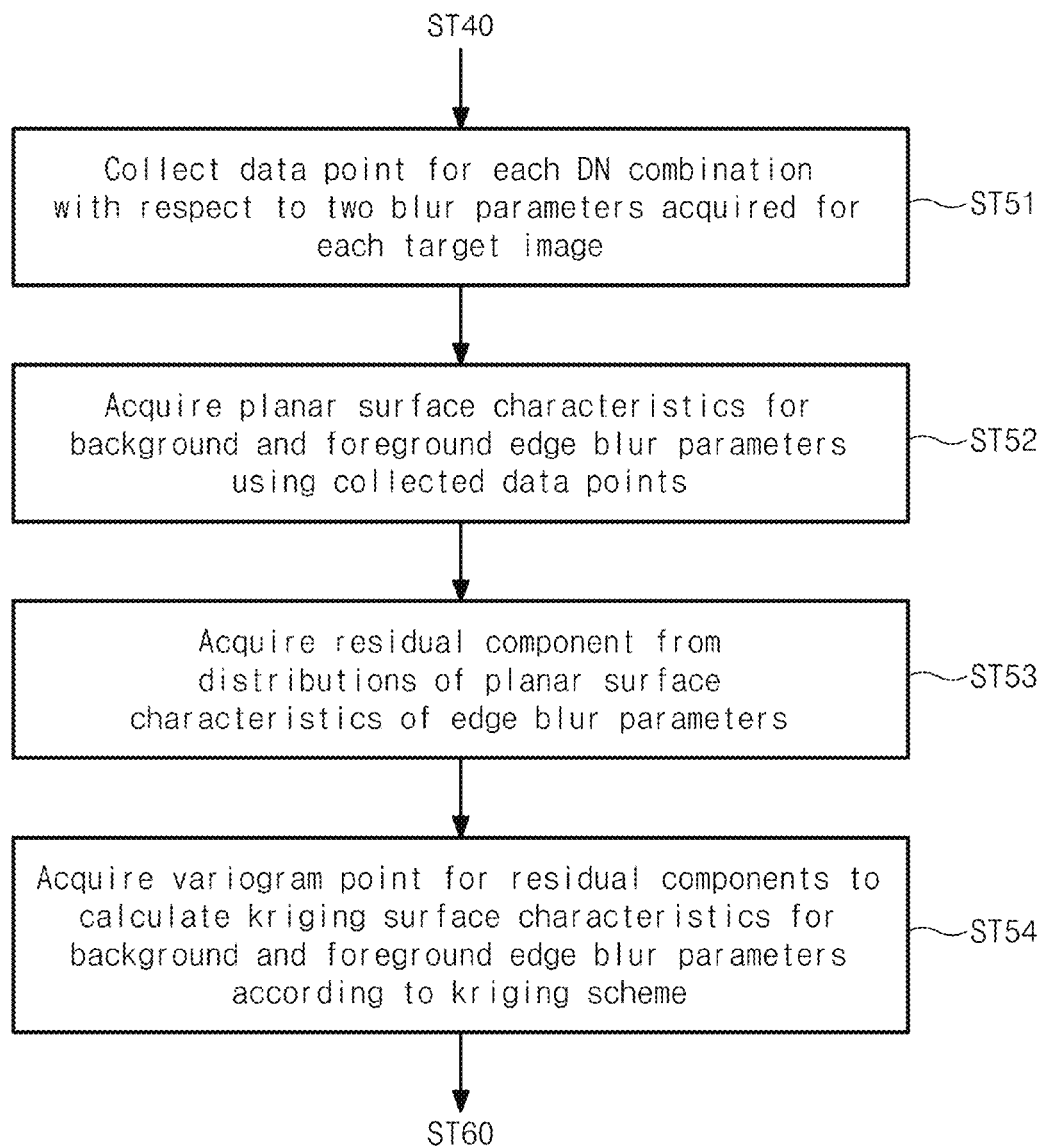 ST40
Collect data point for each DN combination
with respect to two blur parameters acquired for
each target image
ST51
Acquire planar surface characteristics for
background and foreground edge blur parameters
using collected data points
ST52
Acquire residual component from
distributions of planar surface
characteristics of edge blur parameters
ST53
Acquire variogram point for residual components to
calculate kriging surface characteristics for
background and foreground edge blur parameters
according to kriging scheme
ST54
ST60